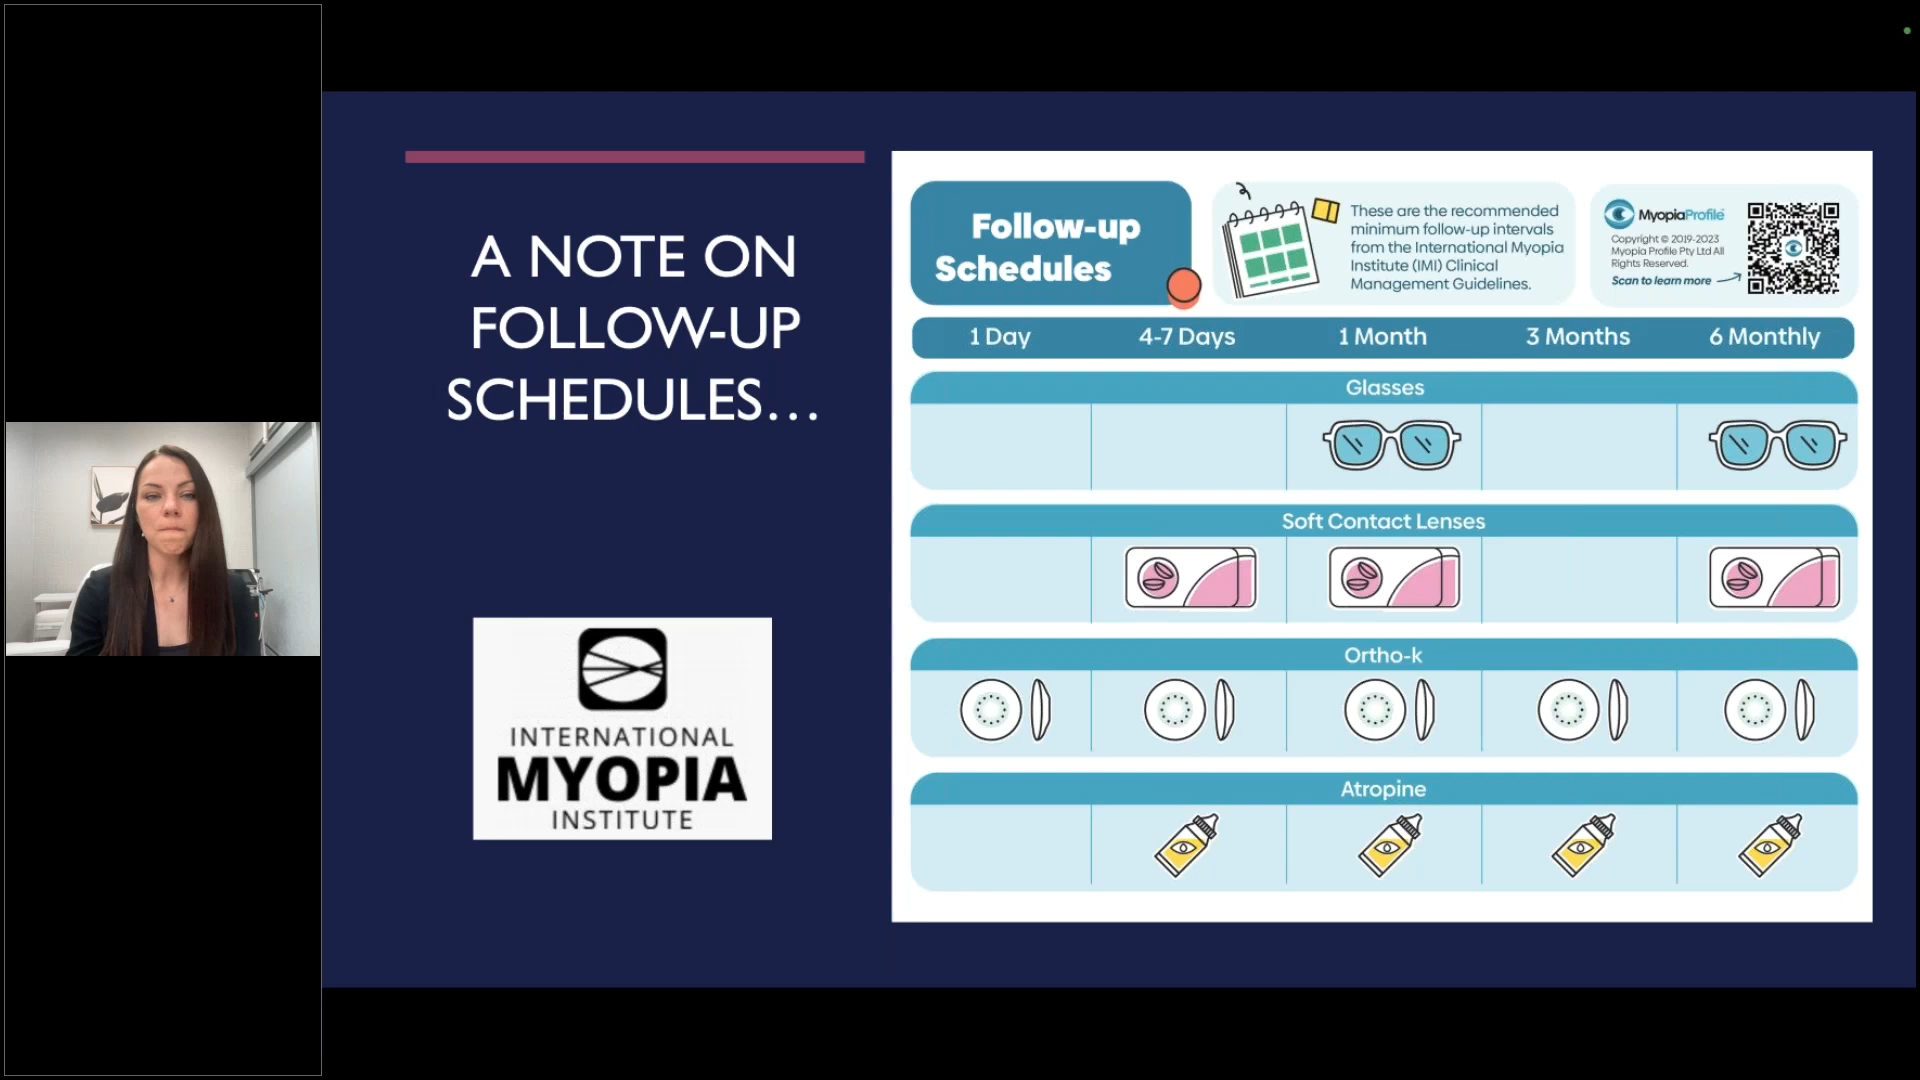 A NOTE ON
FOLLOW-UP
SCHEDULES...
INTERNATIONAL
MYOPIA
INSTITUTE
Follow-up
Schedules
These are the recommended
minimum follow-up intervals
from the International Myopia
Institute (IMI) Clinical
Management Guidelines.
MyopiaProfile
Copyright © 2019-2023
Myopia Profile Pty Ltd All
Rights Reserved.
Scan to learn more
1 Day 4-7 Days 1 Month 3 Months 6 Monthly
Glasses
Soft Contact Lenses
Ortho-k
Atropine